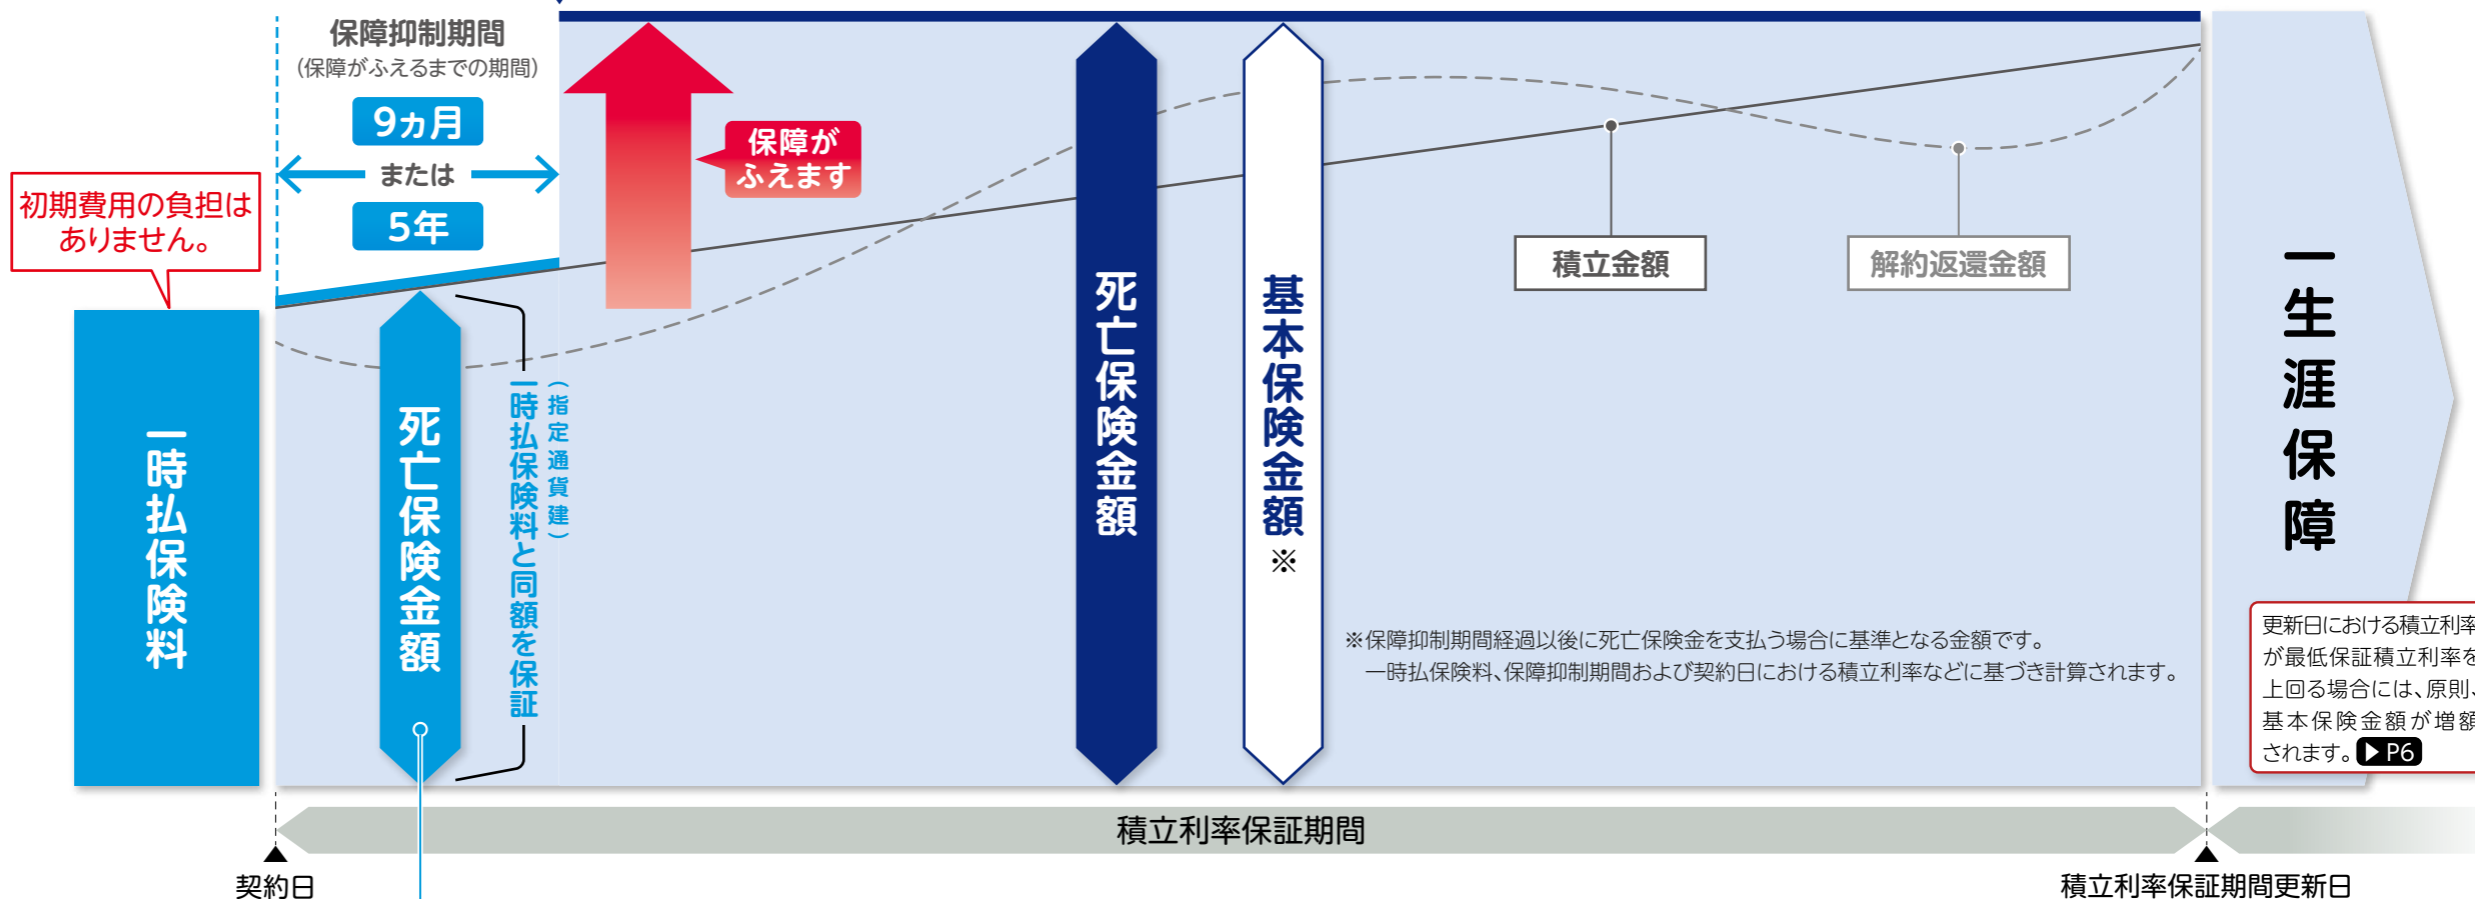 保障抑制期間
(保障がふえるまでの期間)
9ヵ月
または
5年
初期費用の負担は
ありません。
保障が
ふえます
一時払保険料
死亡保険金額
(指定通貨建)
一時払保険料と同額を保証
死亡保険金額
基本保険金額
※
積立金額
解約返還金額
※保障抑制期間経過以後に死亡保険金を支払う場合に基準となる金額です。
一時払保険料、保障抑制期間および契約日における積立利率などに基づき計算されます。
一生涯保障
更新日における積立利率
が最低保証積立利率を
上回る場合には、原則、
基本保険金額が増額
されます。▶P6
積立利率保証期間
契約日
積立利率保証期間更新日